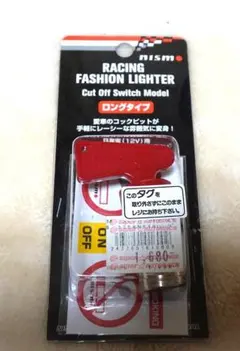 nismo
RACING
FASHION LIGHTER
Cut Off Switch Model
ロングタイプ
愛車のコックピットが
手軽にレーシーな雰囲気に変身!
このタグを
取り外さずにこのまま
レジにお持ち下さい。
OFF
ON
1,680